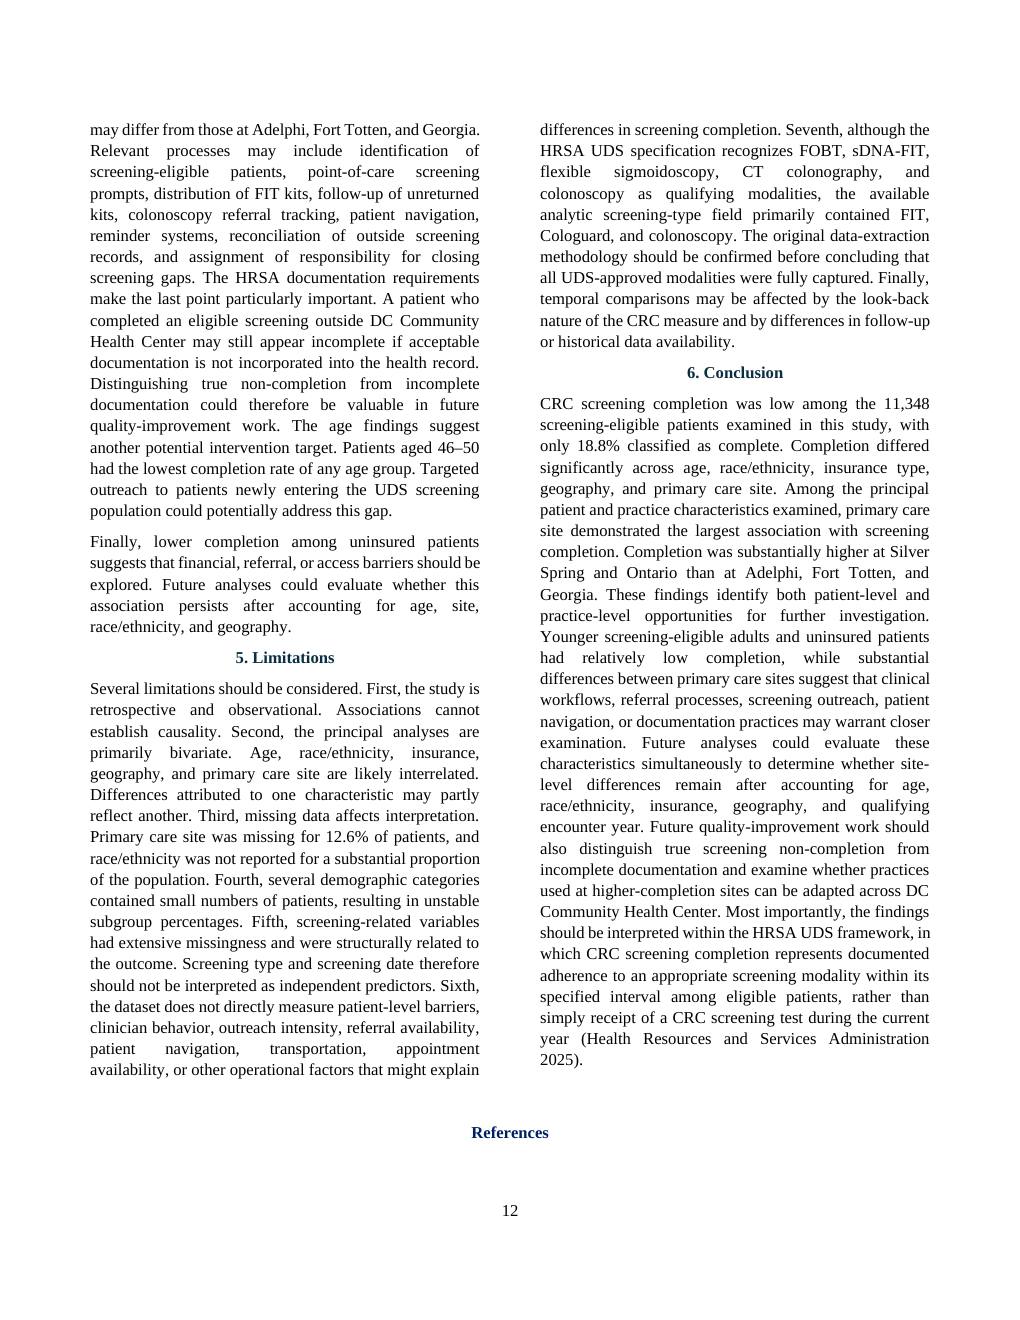 may differ from those at Adelphi, Fort Totten, and Georgia.
Relevant processes may include identification of
screening-eligible patients, point-of-care screening
prompts, distribution of FIT kits, follow-up of unreturned
kits, colonoscopy referral tracking, patient navigation,
reminder systems, reconciliation of outside screening
records, and assignment of responsibility for closing
screening gaps. The HRSA documentation requirements
make the last point particularly important. A patient who
completed an eligible screening outside DC Community
Health Center may still appear incomplete if acceptable
documentation is not incorporated into the health record.
Distinguishing true non-completion from incomplete
documentation could therefore be valuable in future
quality-improvement work. The age findings suggest
another potential intervention target. Patients aged 46–50
had the lowest completion rate of any age group. Targeted
outreach to patients newly entering the UDS screening
population could potentially address this gap.
Finally, lower completion among uninsured patients
suggests that financial, referral, or access barriers should be
explored. Future analyses could evaluate whether this
association persists after accounting for age, site,
race/ethnicity, and geography.
5. Limitations
Several limitations should be considered. First, the study is
retrospective and observational. Associations cannot
establish causality. Second, the principal analyses are
primarily bivariate. Age, race/ethnicity, insurance,
geography, and primary care site are likely interrelated.
Differences attributed to one characteristic may partly
reflect another. Third, missing data affects interpretation.
Primary care site was missing for 12.6% of patients, and
race/ethnicity was not reported for a substantial proportion
of the population. Fourth, several demographic categories
contained small numbers of patients, resulting in unstable
subgroup percentages. Fifth, screening-related variables
had extensive missingness and were structurally related to
the outcome. Screening type and screening date therefore
should not be interpreted as independent predictors. Sixth,
the dataset does not directly measure patient-level barriers,
clinician behavior, outreach intensity, referral availability,
patient navigation, transportation, appointment
availability, or other operational factors that might explain
differences in screening completion. Seventh, although the
HRSA UDS specification recognizes FOBT, sDNA-FIT,
flexible sigmoidoscopy, CT colonography, and
colonoscopy as qualifying modalities, the available
analytic screening-type field primarily contained FIT,
Cologuard, and colonoscopy. The original data-extraction
methodology should be confirmed before concluding that
all UDS-approved modalities were fully captured. Finally,
temporal comparisons may be affected by the look-back
nature of the CRC measure and by differences in follow-up
or historical data availability.
6. Conclusion
CRC screening completion was low among the 11,348
screening-eligible patients examined in this study, with
only 18.8% classified as complete. Completion differed
significantly across age, race/ethnicity, insurance type,
geography, and primary care site. Among the principal
patient and practice characteristics examined, primary care
site demonstrated the largest association with screening
completion. Completion was substantially higher at Silver
Spring and Ontario than at Adelphi, Fort Totten, and
Georgia. These findings identify both patient-level and
practice-level opportunities for further investigation.
Younger screening-eligible adults and uninsured patients
had relatively low completion, while substantial
differences between primary care sites suggest that clinical
workflows, referral processes, screening outreach, patient
navigation, or documentation practices may warrant closer
examination. Future analyses could evaluate these
characteristics simultaneously to determine whether site-
level differences remain after accounting for age,
race/ethnicity, insurance, geography, and qualifying
encounter year. Future quality-improvement work should
also distinguish true screening non-completion from
incomplete documentation and examine whether practices
used at higher-completion sites can be adapted across DC
Community Health Center. Most importantly, the findings
should be interpreted within the HRSA UDS framework, in
which CRC screening completion represents documented
adherence to an appropriate screening modality within its
specified interval among eligible patients, rather than
simply receipt of a CRC screening test during the current
year (Health Resources and Services Administration
2025).
References
12